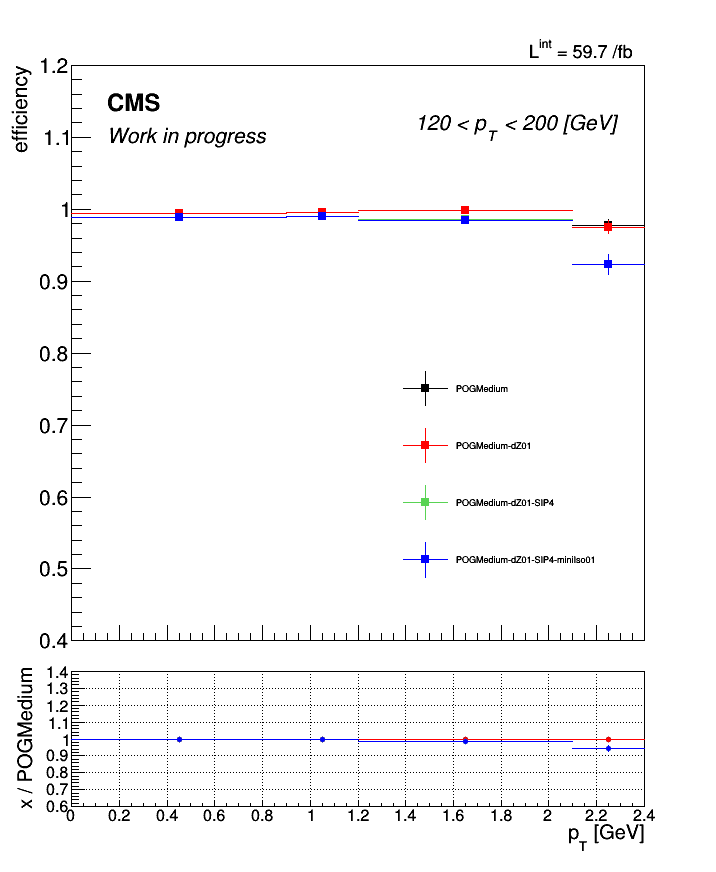 L^int = 59.7 /fb
efficiency
1.2
1.1
1
0.9
0.8
0.7
0.6
0.5
0.4
CMS
Work in progress
120 < p_T < 200 [GeV]
POGMedium
POGMedium-dZ01
POGMedium-dZ01-SIP4
POGMedium-dZ01-SIP4-miniIso01
x / POGMedium
1.4
1.3
1.2
1.1
1
0.9
0.8
0.7
0.6
0 0.2 0.4 0.6 0.8 1 1.2 1.4 1.6 1.8 2 2.2 2.4
p_T [GeV]